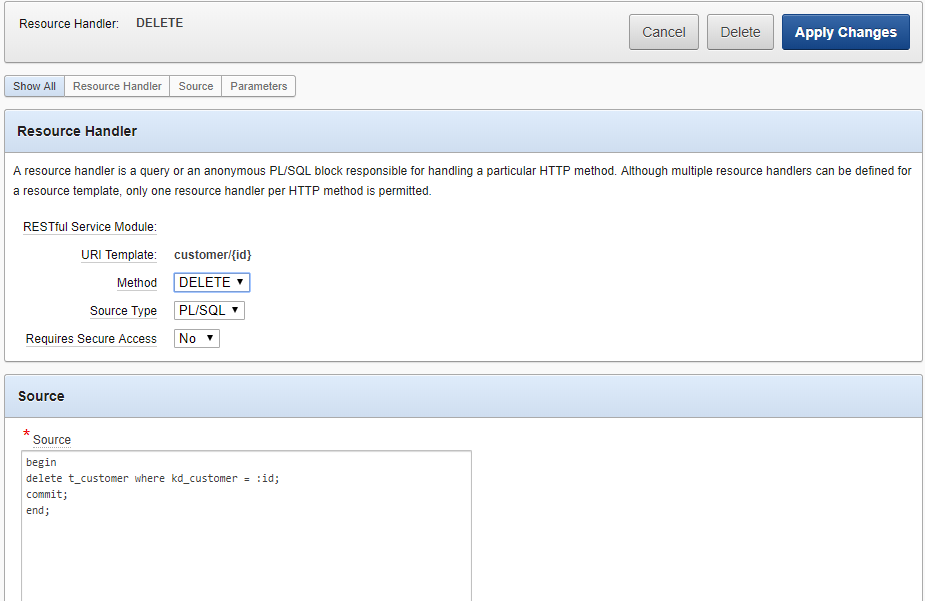 Resource Handler: DELETE
Cancel Delete Apply Changes
Show All Resource Handler Source Parameters
Resource Handler
A resource handler is a query or an anonymous PL/SQL block responsible for handling a particular HTTP method. Although multiple resource handlers can be defined for
a resource template, only one resource handler per HTTP method is permitted.
RESTful Service Module:
URI Template: customer/{id}
Method DELETE
Source Type PL/SQL
Requires Secure Access No
Source
* Source
begin
delete t_customer where kd_customer = :id;
commit;
end;